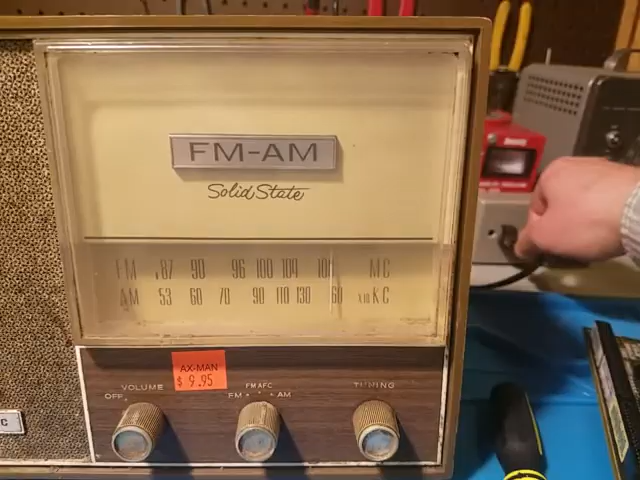 FM-AM
Solid State
FM 87 90 96 100 104 MC
AM 53 60 70 90 110 130 KC
AX-MAN
$9.95
VOLUME
OFF
FM AFC
FM AM
TUNING
C